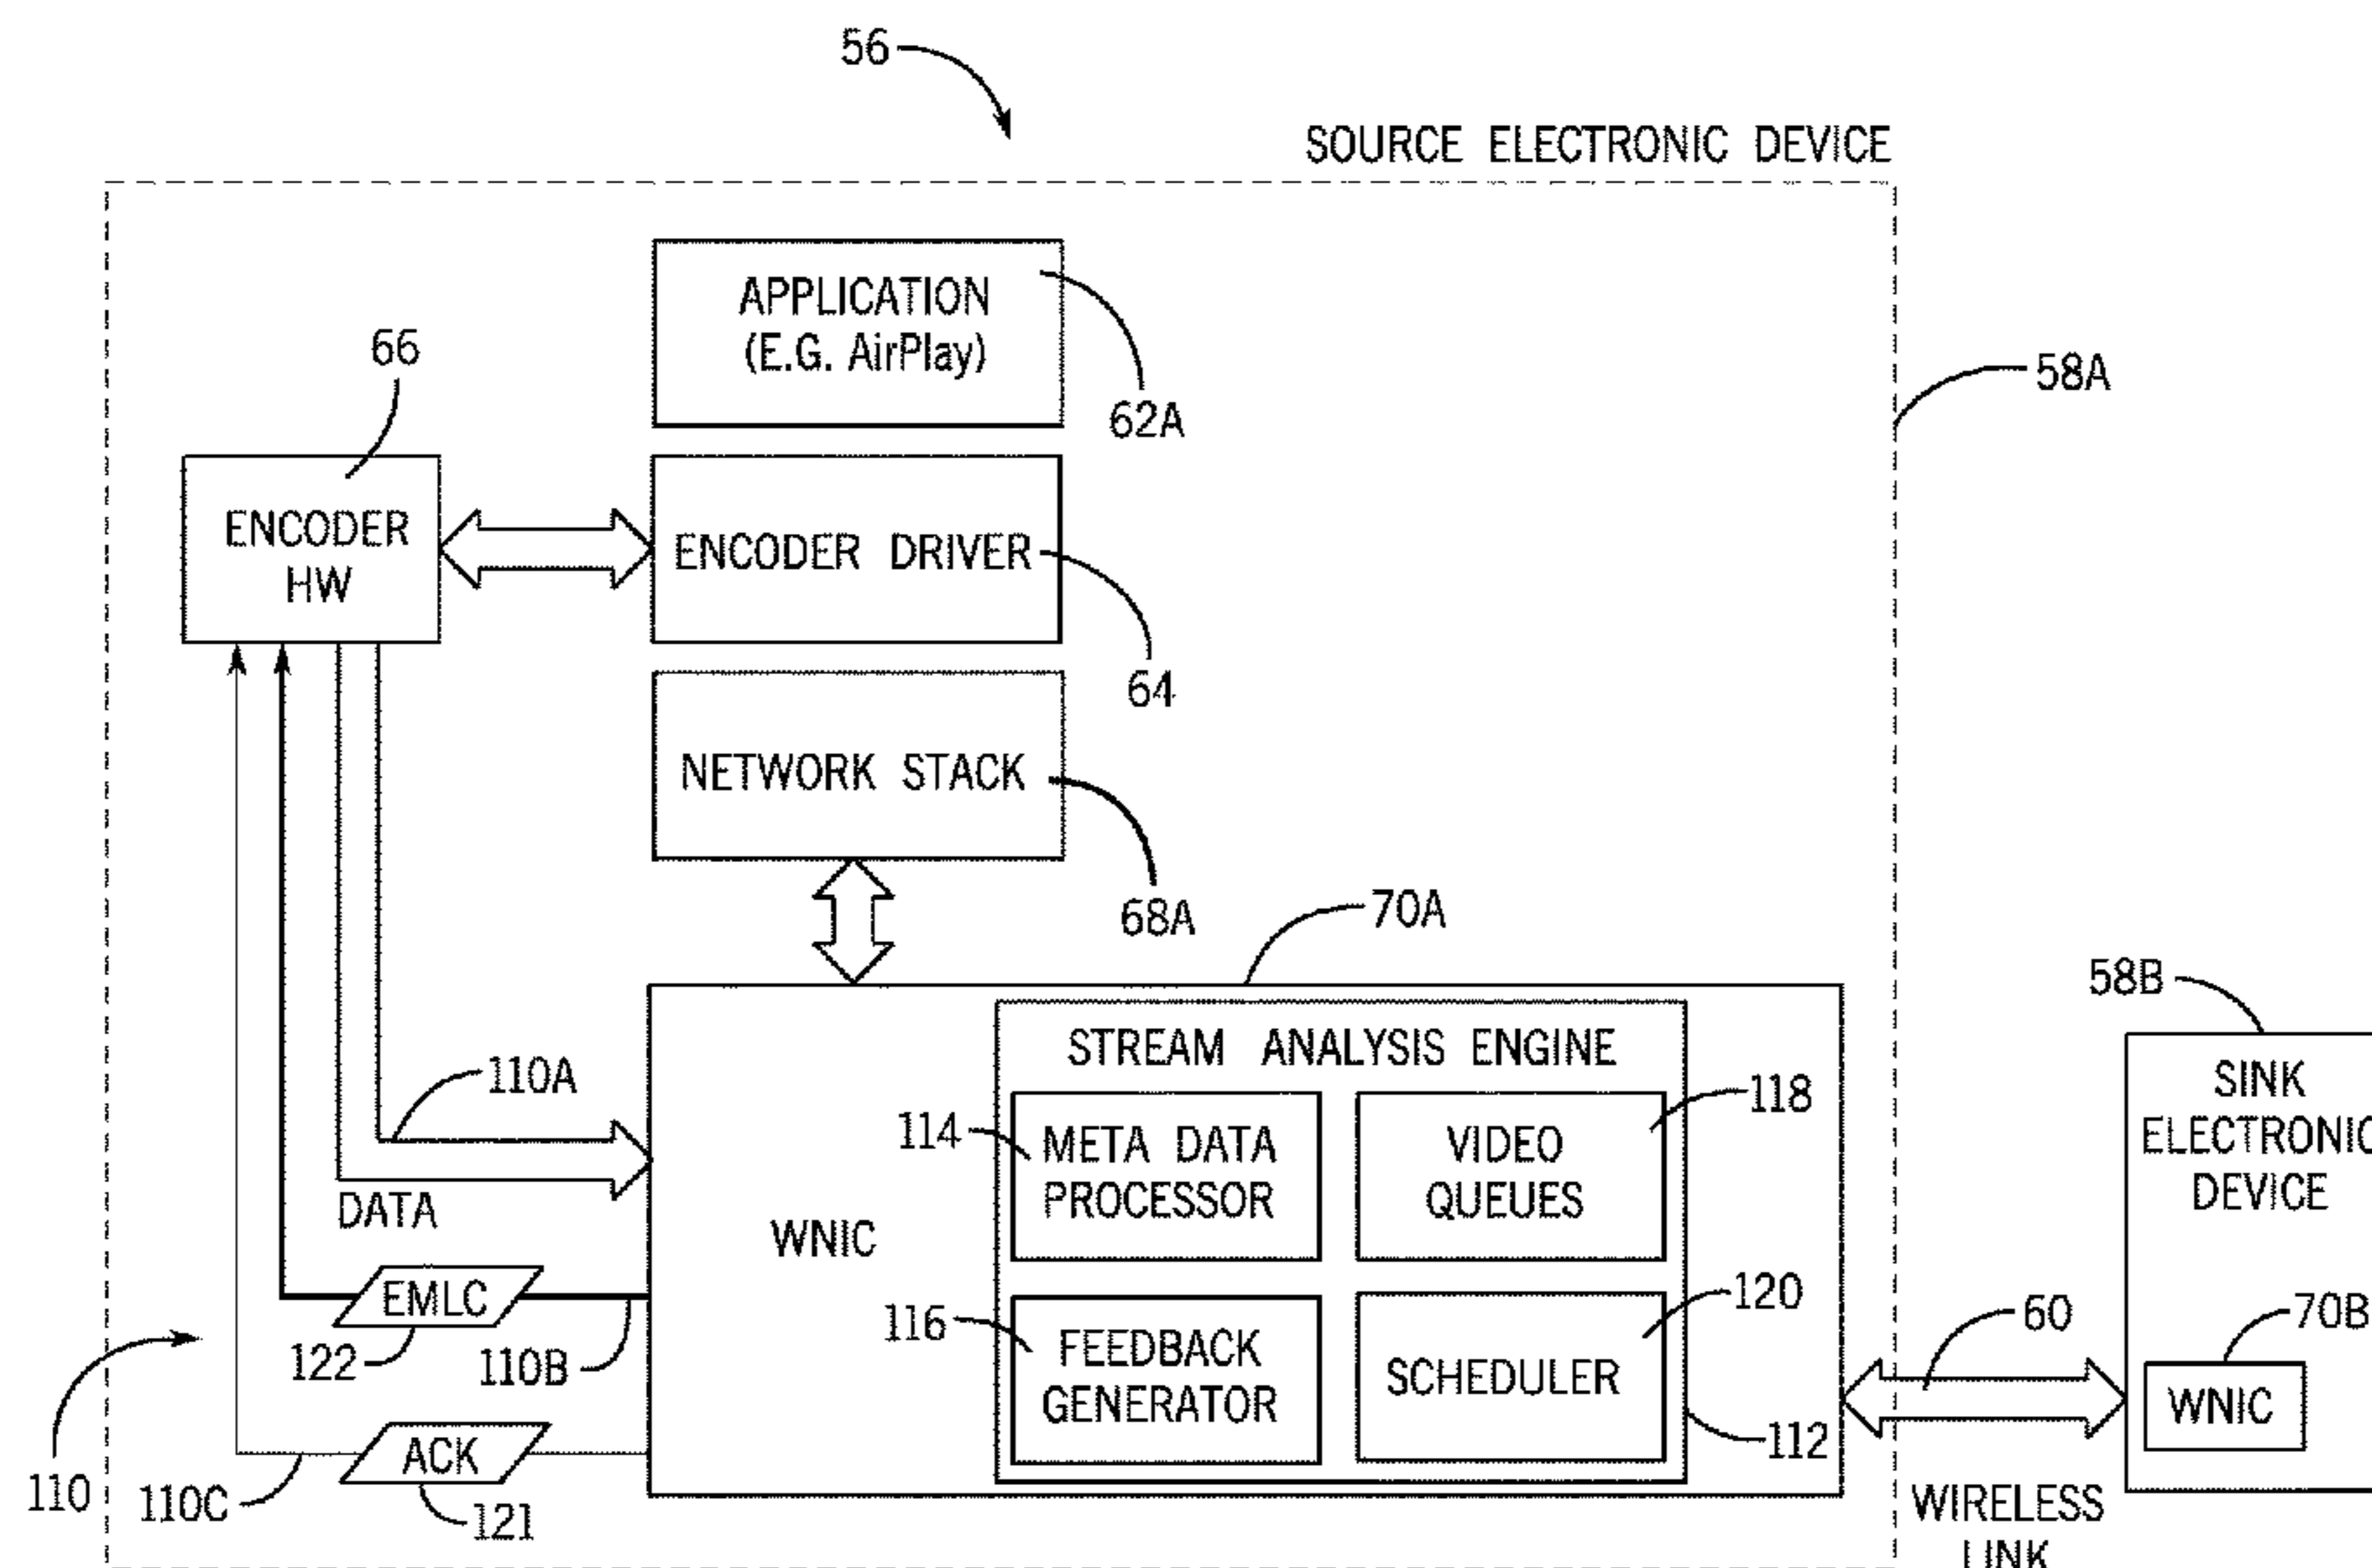 56
SOURCE ELECTRONIC DEVICE
APPLICATION
(E.G. AirPlay)
62A
58A
66
ENCODER
HW
ENCODER DRIVER
64
NETWORK STACK
68A
70A
58B
STREAM ANALYSIS ENGINE
110A
114
META DATA
PROCESSOR
VIDEO
QUEUES
118
SINK
ELECTRONIC
DEVICE
DATA
WNIC
EMLC
122
110B
116
FEEDBACK
GENERATOR
SCHEDULER
120
60
70B
WNIC
110
110C
ACK
121
112
WIRELESS
LINK